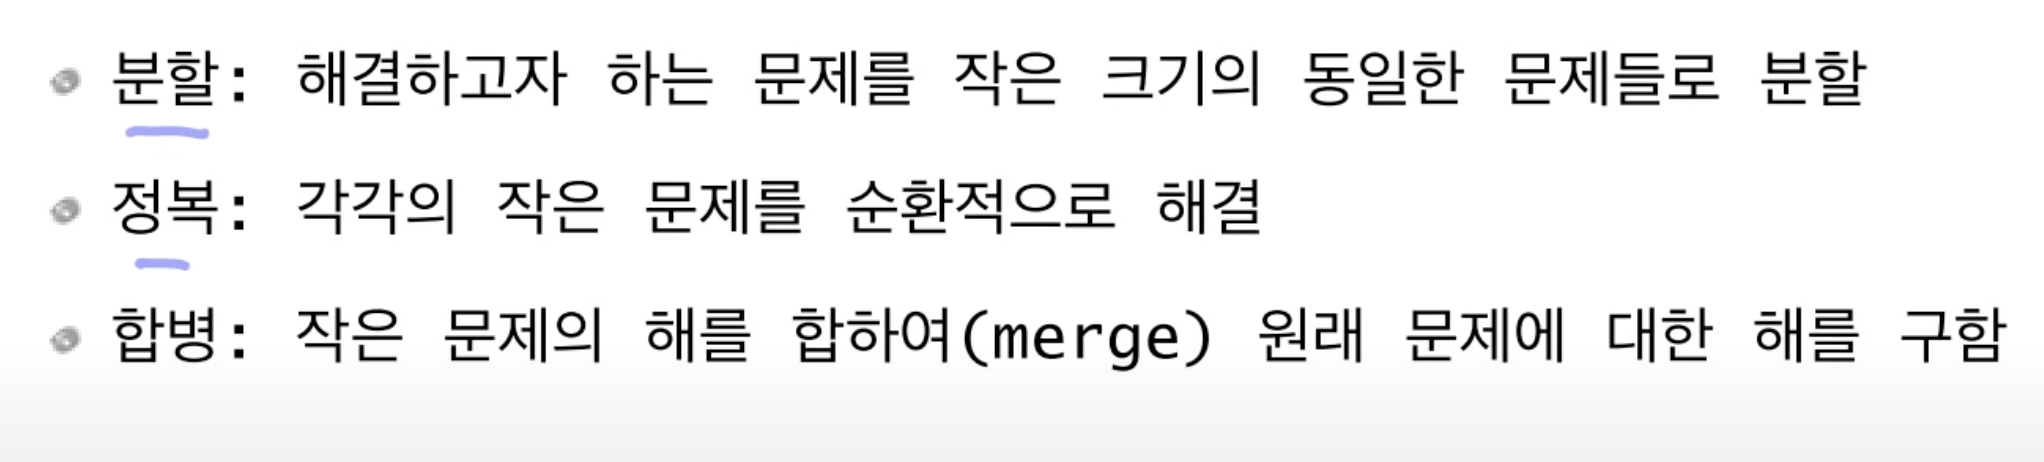 분할: 해결하고자 하는 문제를 작은 크기의 동일한 문제들로 분할
정복: 각각의 작은 문제를 순환적으로 해결
합병: 작은 문제의 해를 합하여(merge) 원래 문제에 대한 해를 구함